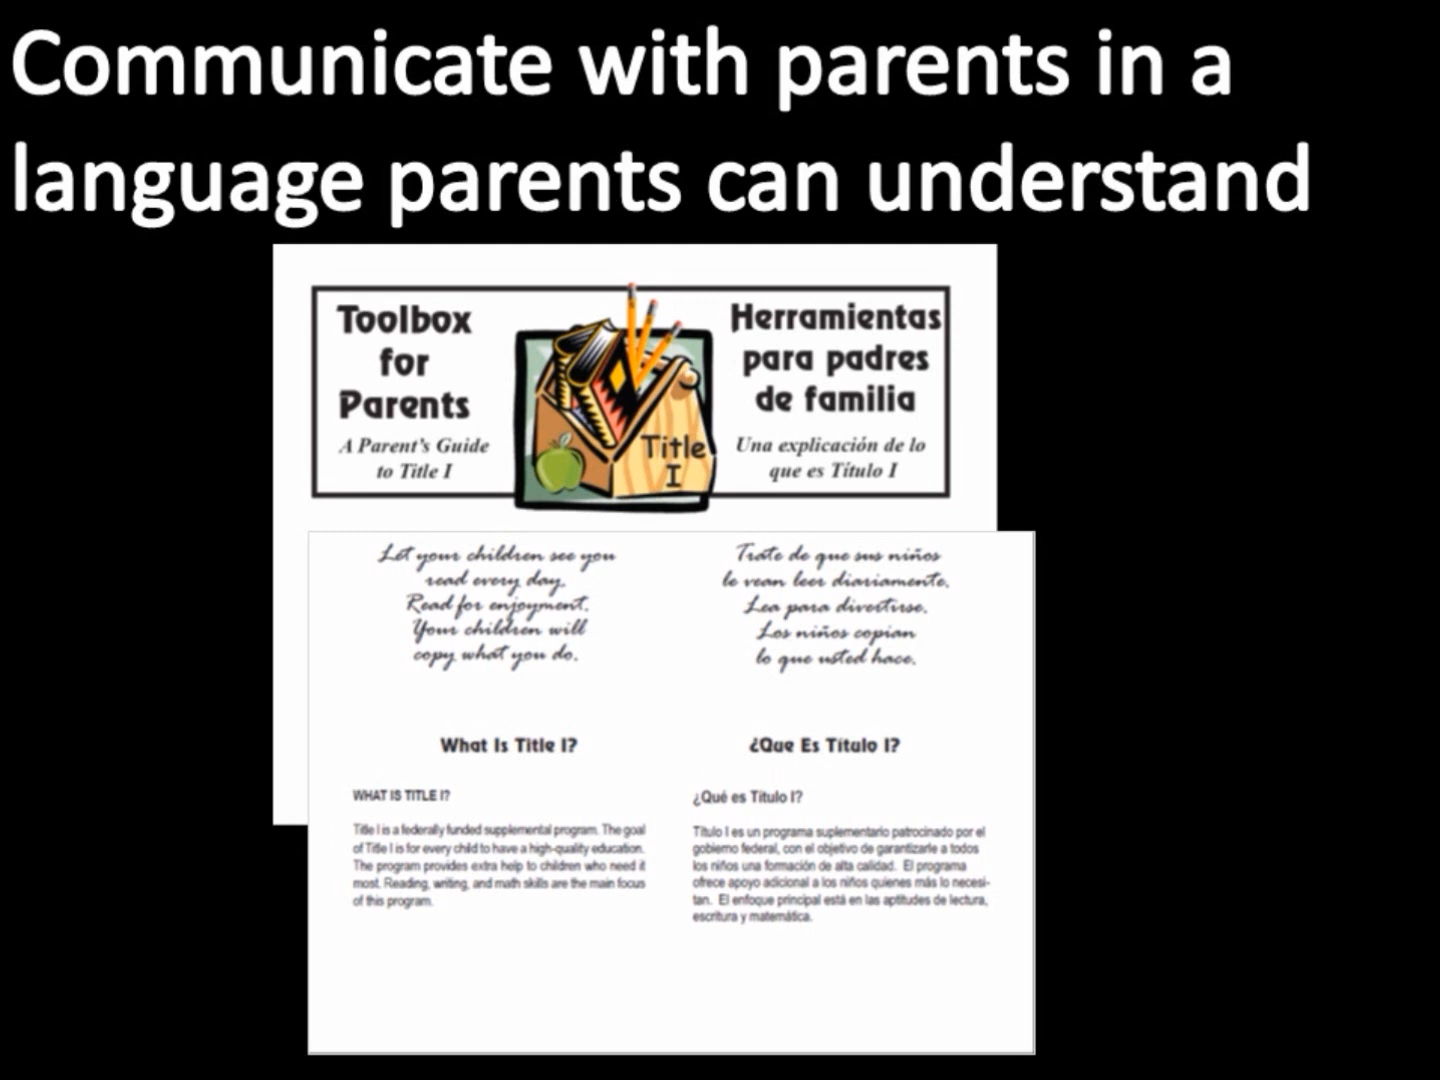 Communicate with parents in a
language parents can understand
Toolbox
for
Parents
A Parent's Guide
to Title I
Title
I
Herramientas
para padres
de familia
Una explicación de lo
que es Título I
Let your children see you
read every day.
Read for enjoyment.
Your children will
copy what you do.
Trate de que sus niños
le vean leer diariamente.
Lea para divertirse.
Los niños copian
lo que usted hace.
What Is Title I?
WHAT IS TITLE I?
Title I is a federally funded supplemental program. The goal
of Title I is for every child to have a high-quality education.
The program provides extra help to children who need it
most. Reading, writing, and math skills are the main focus
of this program.
¿Que Es Título I?
¿Qué es Título I?
Título I es un programa suplementario patrocinado por el
gobierno federal, con el objetivo de garantizarle a todos
los niños una formación de alta calidad. El programa
ofrece apoyo adicional a los niños quienes más lo necesi-
tan. El enfoque principal está en las aptitudes de lectura,
escritura y matemática.